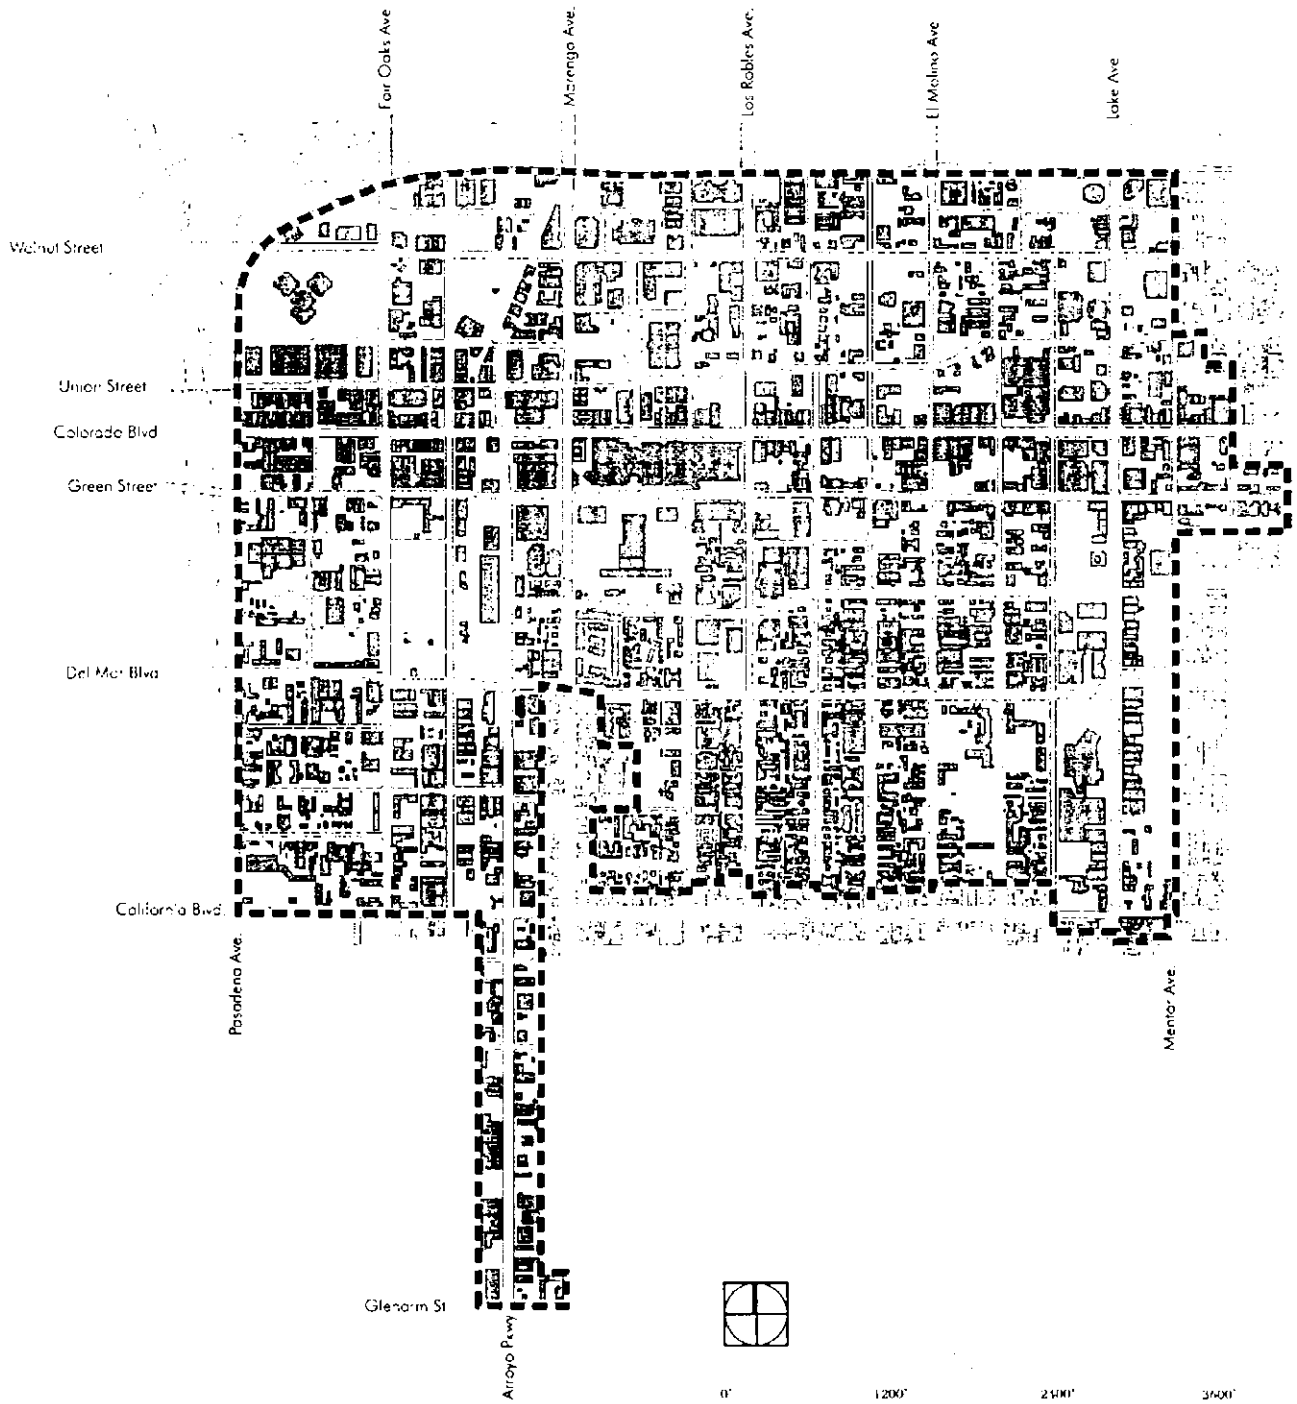 Fair Oaks Ave
Marengo Ave.
Los Robles Ave.
El Molino Ave
Lake Ave
Walnut Street
Union Street
Colorado Blvd
Green Street
Del Mar Blvd
California Blvd.
Pasadena Ave.
Mentor Ave.
Glenarm St
Arroyo Pkwy
0'
1200'
2400'
3600'